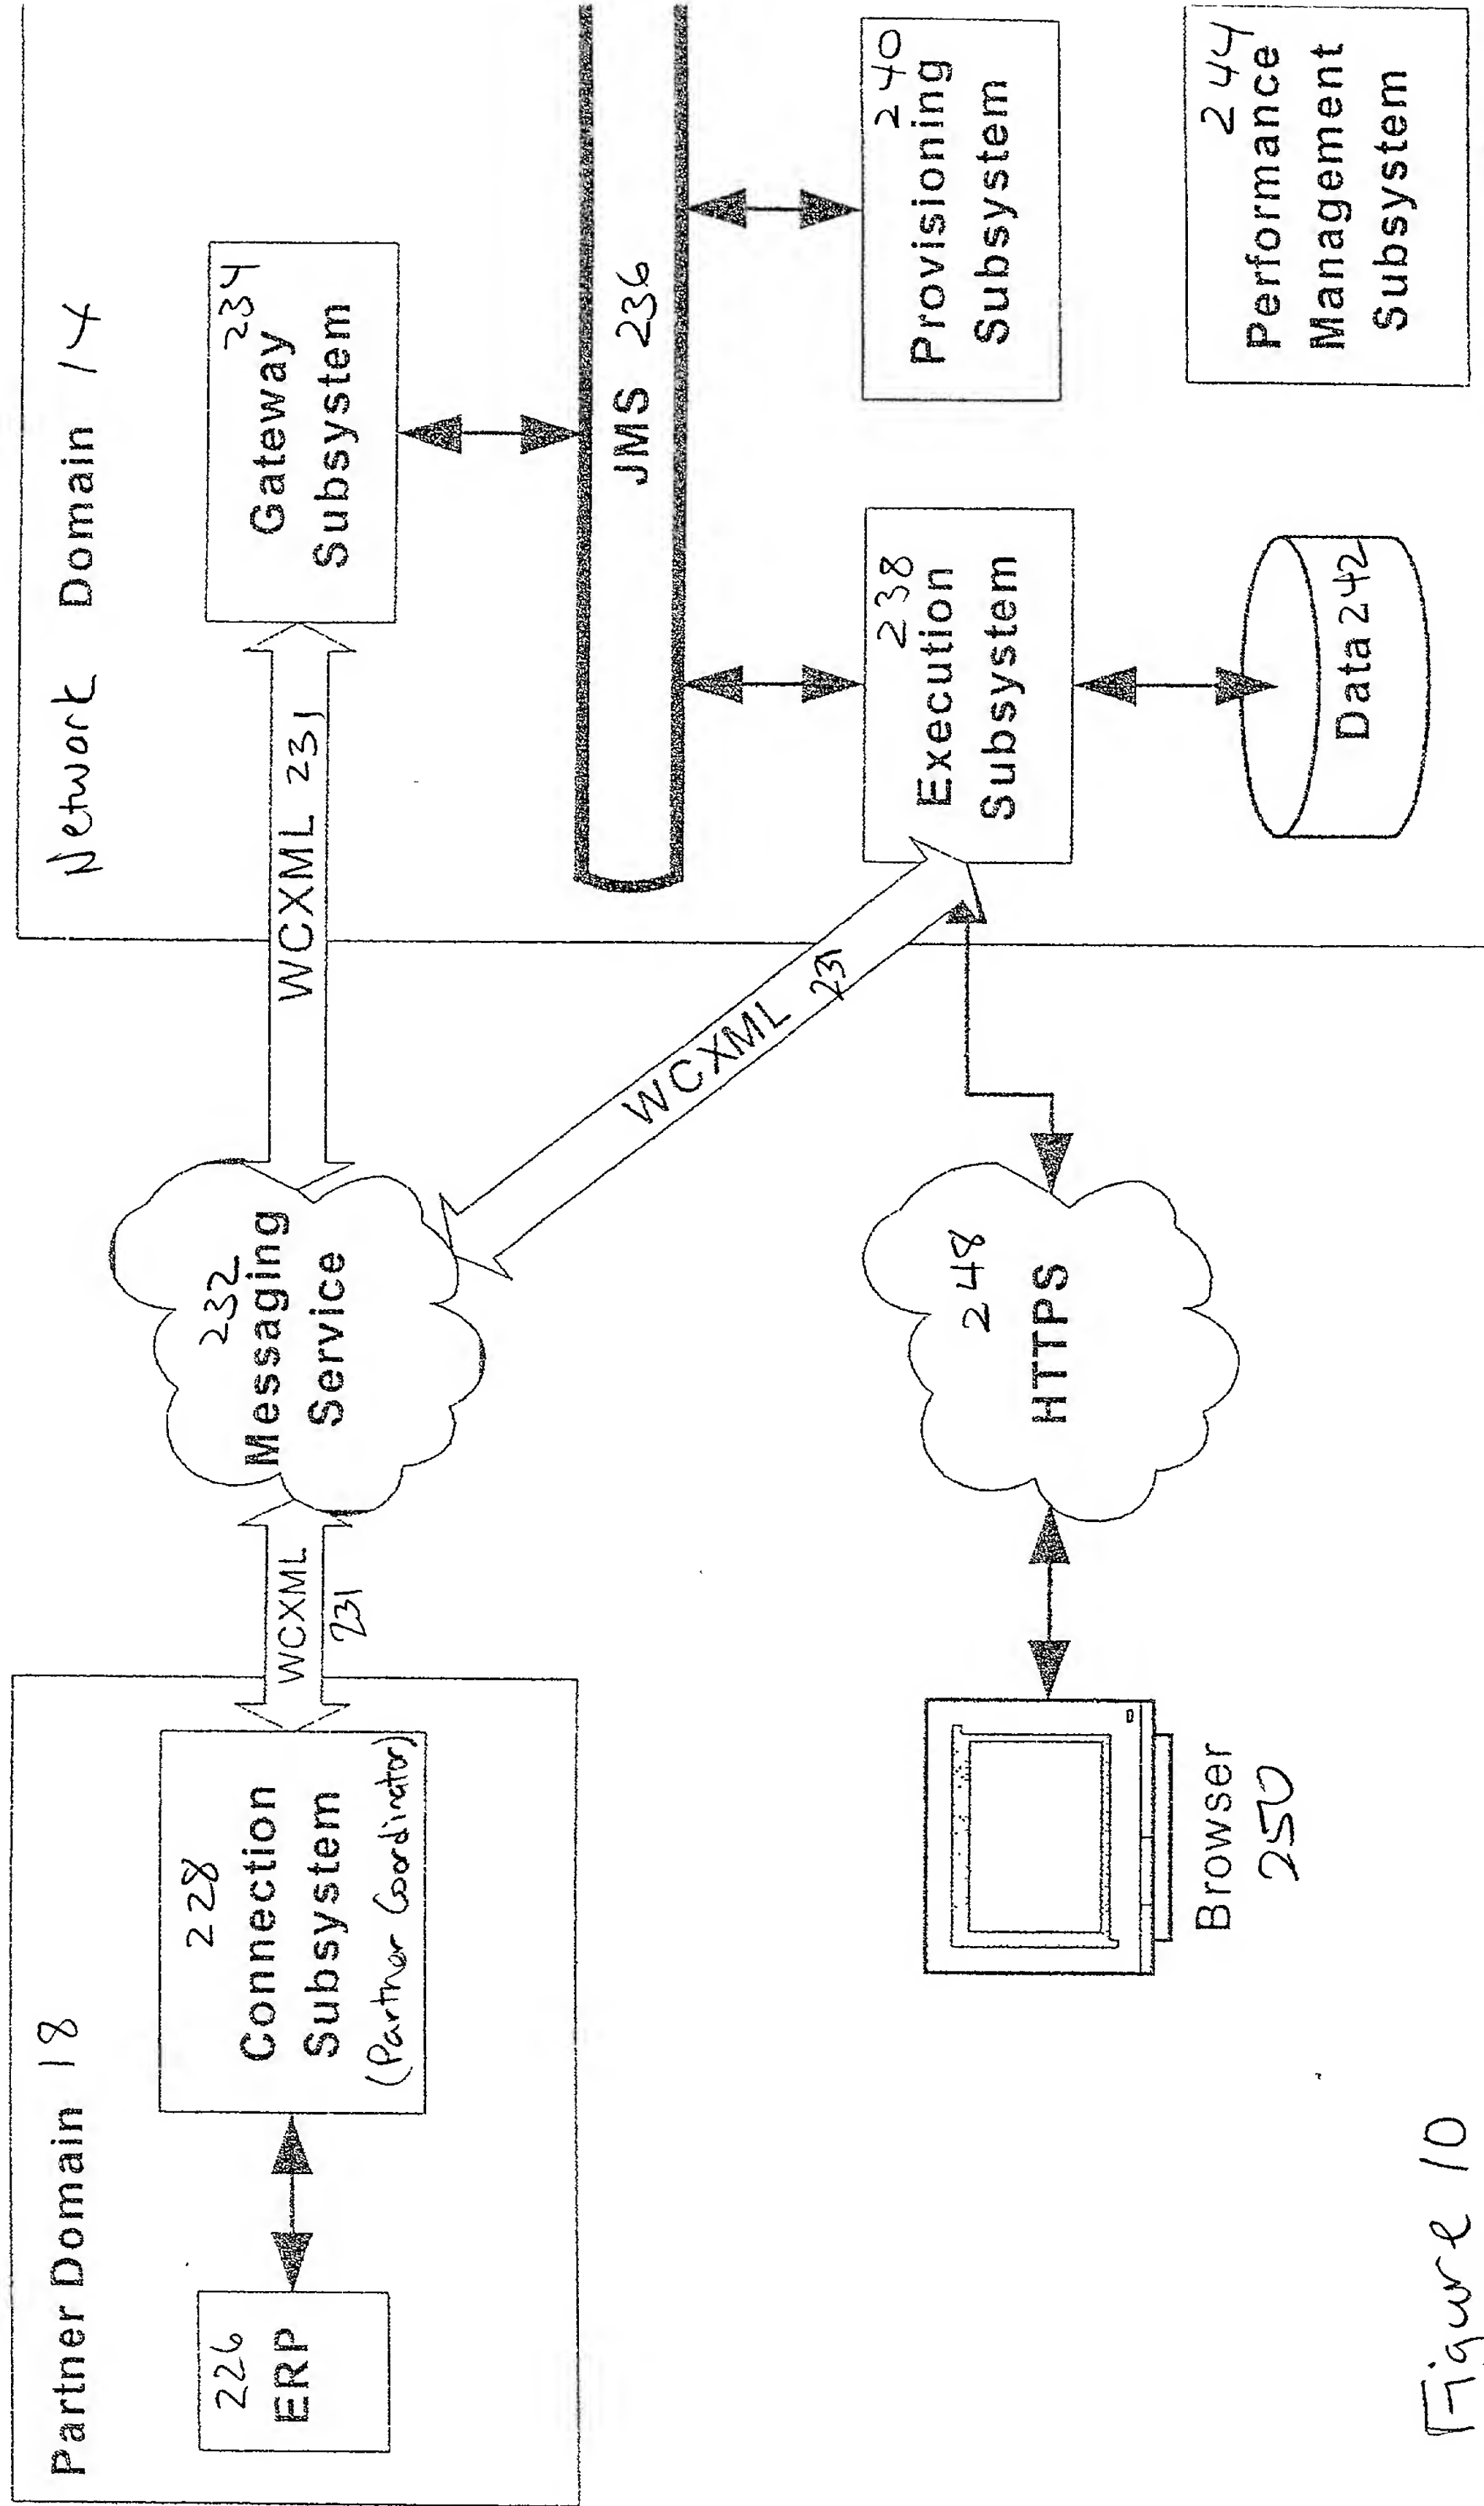 Partner Domain 18
226
ERP
228
Connection
Subsystem
(Partner Coordinator)
WCXML
231
232
Messaging
Service
WCXML 231
WCXML 231
Network Domain 14
234
Gateway
Subsystem
JMS 236
238
Execution
Subsystem
240
Provisioning
Subsystem
Data 242
244
Performance
Management
Subsystem
248
HTTPS
Browser
250
Figure 10